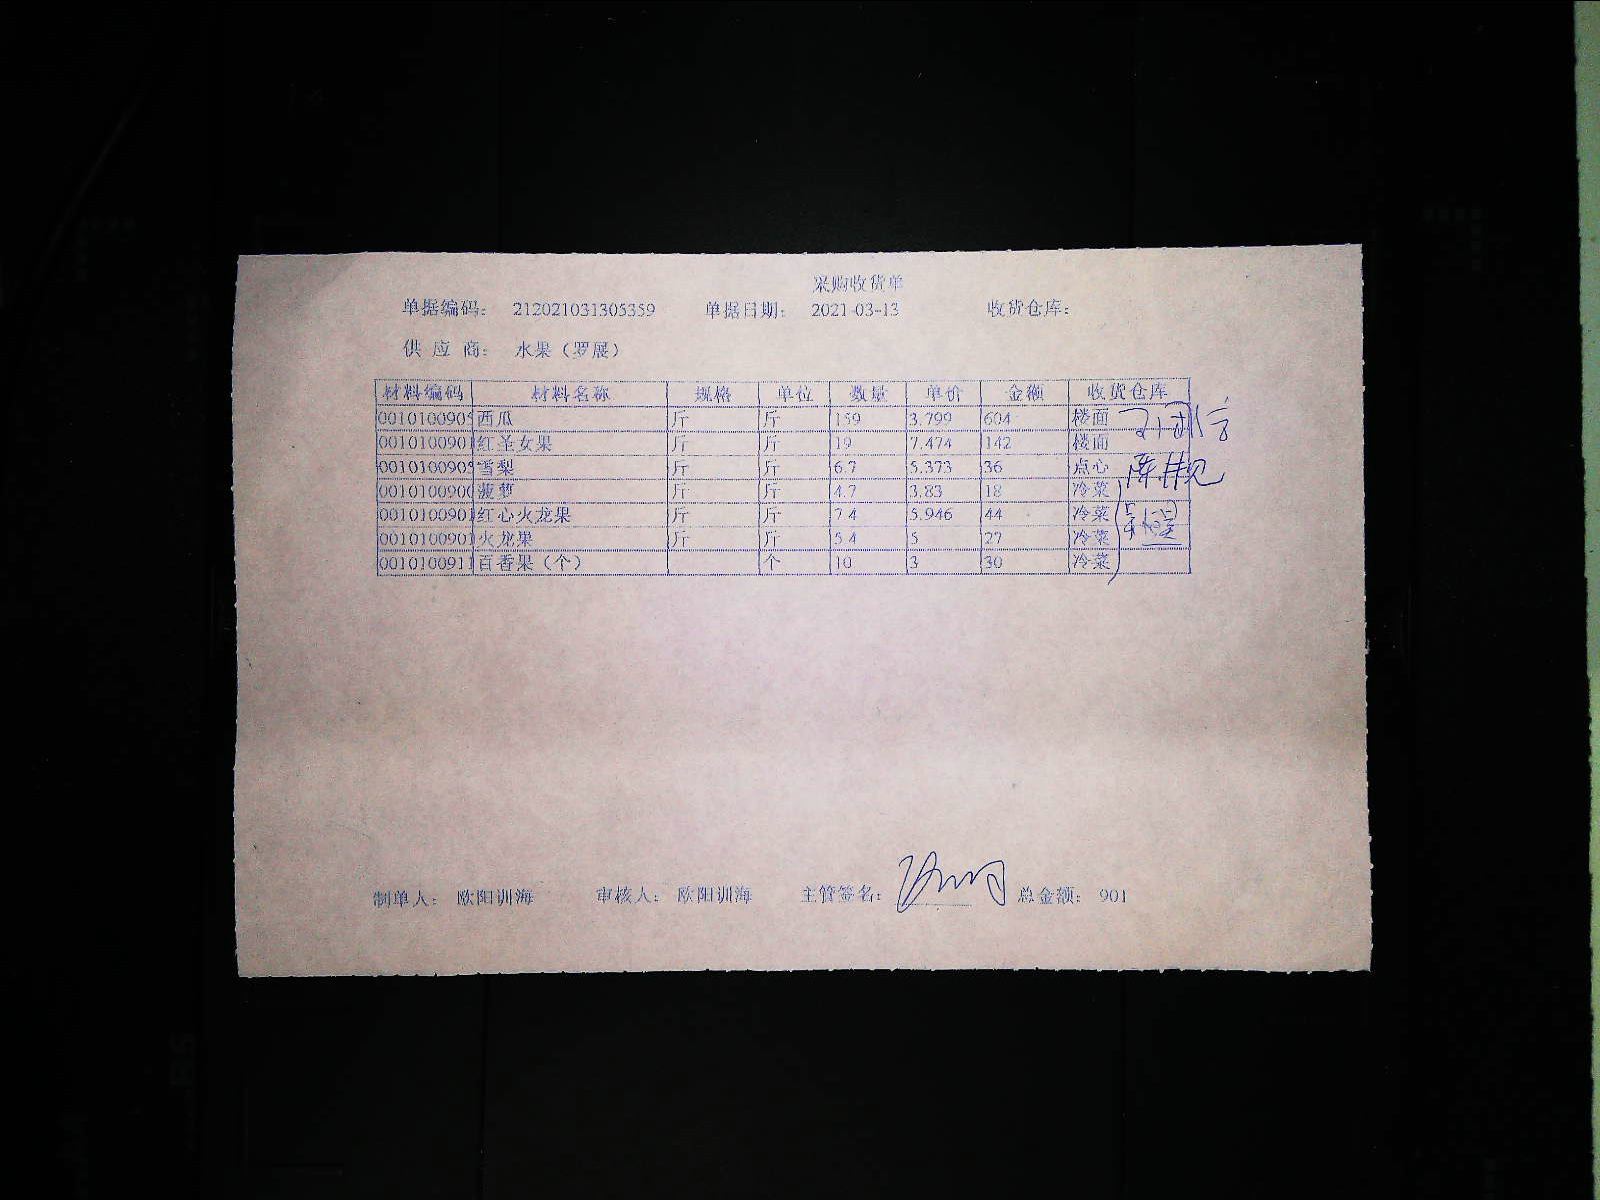 采购收货单
单据编码： 212021031305359 单据日期： 2021-03-13 收货仓库：
供 应 商： 水果（罗展）
材料编码 材料名称 规格 单位 数量 单价 金额 收货仓库
0010100905 西瓜 斤 斤 159 3.799 604 楼面
0010100901 红圣女果 斤 斤 19 7.474 142 楼面
0010100905 雪梨 斤 斤 6.7 5.373 36 点心
0010100900 菠萝 斤 斤 4.7 3.83 18 冷菜
0010100901 红心火龙果 斤 斤 7.4 5.946 44 冷菜
0010100901 火龙果 斤 斤 5.4 5 27 冷菜
0010100911 百香果（个） 个 10 3 30 冷菜
制单人： 欧阳训海 审核人： 欧阳训海 主管签名： 总金额： 901